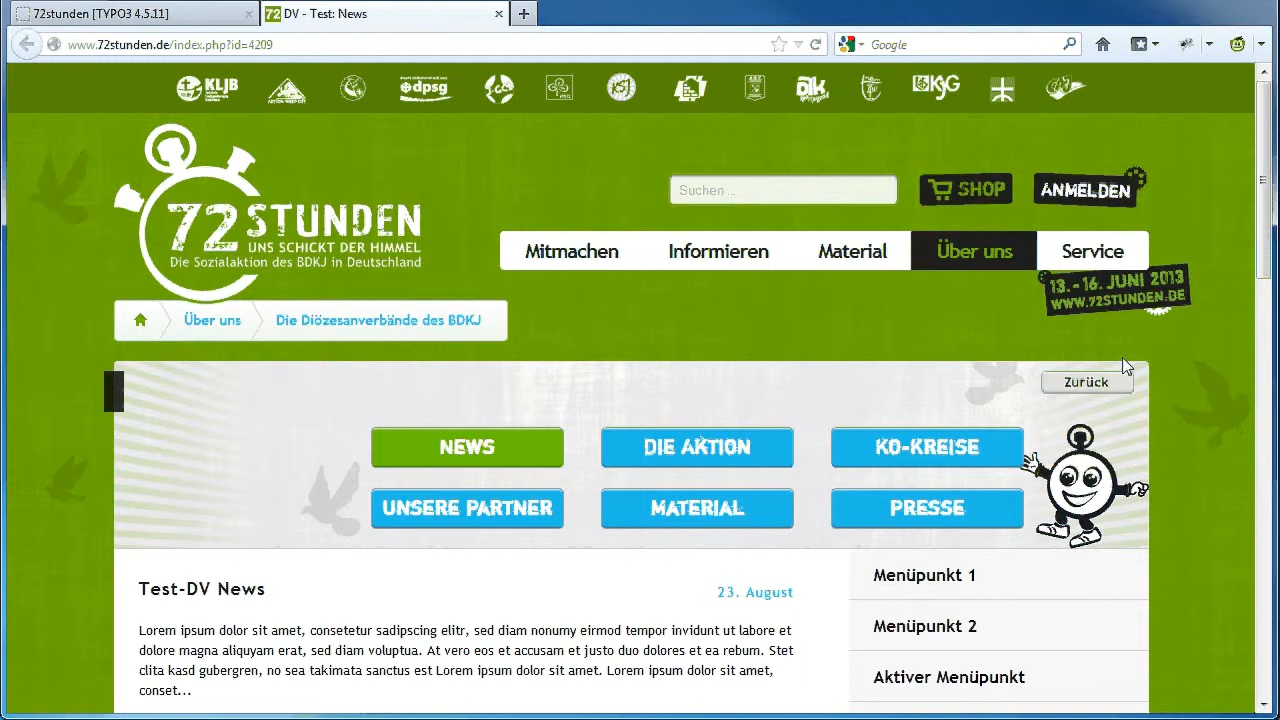 72stunden [TYPO3 4.5.11]
72 DV - Test: News
www.72stunden.de/index.php?id=4209
Google
KLJB
dpsg
KSJG
72 STUNDEN
UNS SCHICKT DER HIMMEL
Die Sozialaktion des BDKJ in Deutschland
Suchen ...
SHOP
ANMELDEN
Mitmachen
Informieren
Material
Über uns
Service
13.-16. JUNI 2013
WWW.72STUNDEN.DE
Über uns
Die Diözesanverbände des BDKJ
Zurück
NEWS
DIE AKTION
KO-KREISE
UNSERE PARTNER
MATERIAL
PRESSE
Test-DV News
23. August
Lorem ipsum dolor sit amet, consetetur sadipscing elitr, sed diam nonumy eirmod tempor invidunt ut labore et
dolore magna aliquyam erat, sed diam voluptua. At vero eos et accusam et justo duo dolores et ea rebum. Stet
clita kasd gubergren, no sea takimata sanctus est Lorem ipsum dolor sit amet. Lorem ipsum dolor sit amet,
conset...
Menüpunkt 1
Menüpunkt 2
Aktiver Menüpunkt